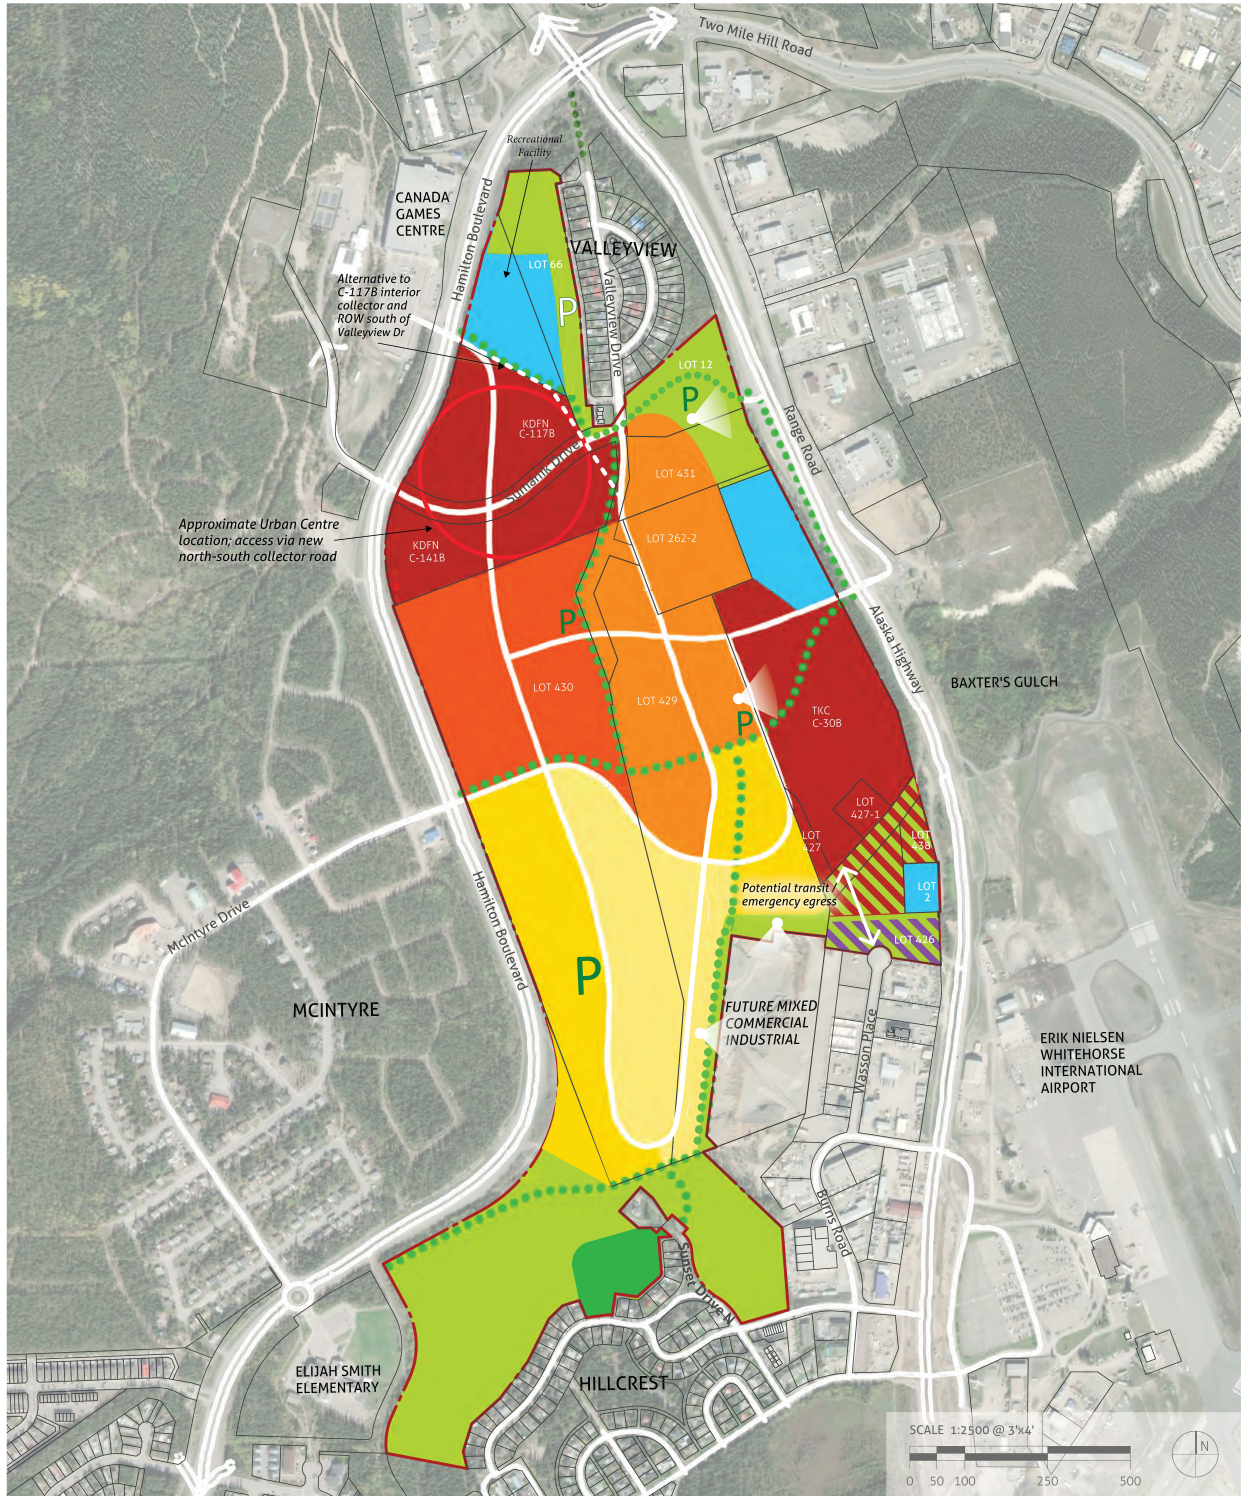 Two Mile Hill Road
Recreational
Facility
CANADA
GAMES
CENTRE
Hamilton Boulevard
VALLEYVIEW
LOT 66
Alternative to
C-117B interior
collector and
ROW south of
Valleyview Dr
P
Valleyview Drive
LOT 12
P
KDFN
C-117B
Range Road
Sumanik Drive
LOT 431
Approximate Urban Centre
location; access via new
north-south collector road
KDFN
C-141B
LOT 262-2
P
Alaska Highway
BAXTER'S GULCH
LOT 430
LOT 429
TKC
C-30B
P
LOT
427-1
LOT
427
LOT
438
Potential transit /
emergency egress
LOT
2
McIntyre Drive
Hamilton Boulevard
LOT 426
P
MCINTYRE
FUTURE MIXED
COMMERCIAL
INDUSTRIAL
Wasson Place
ERIK NIELSEN
WHITEHORSE
INTERNATIONAL
AIRPORT
Burns Road
Sunset Drive N
ELIJAH SMITH
ELEMENTARY
HILLCREST
SCALE 1:2500 @ 3'x4'
0 50 100 250 500
N